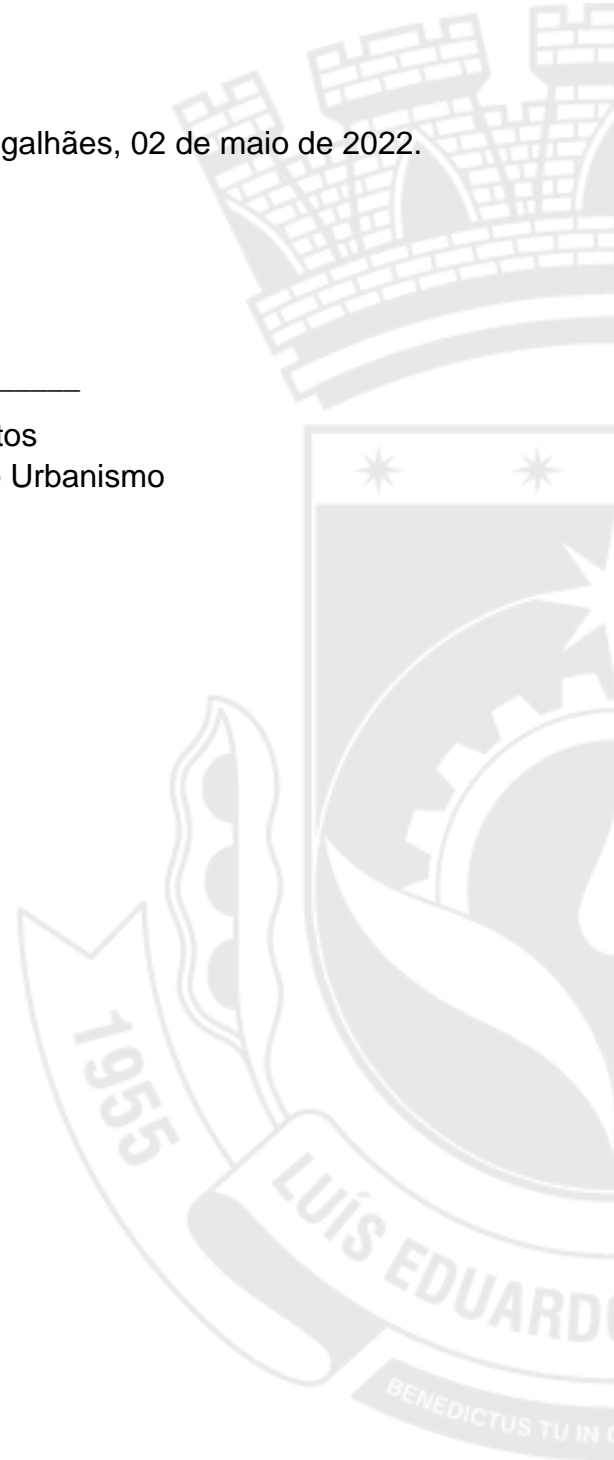 galhães, 02 de maio de 2022.
tos
Urbanismo
1955
LUÍS EDUARDO
BENEDICTUS TU IN